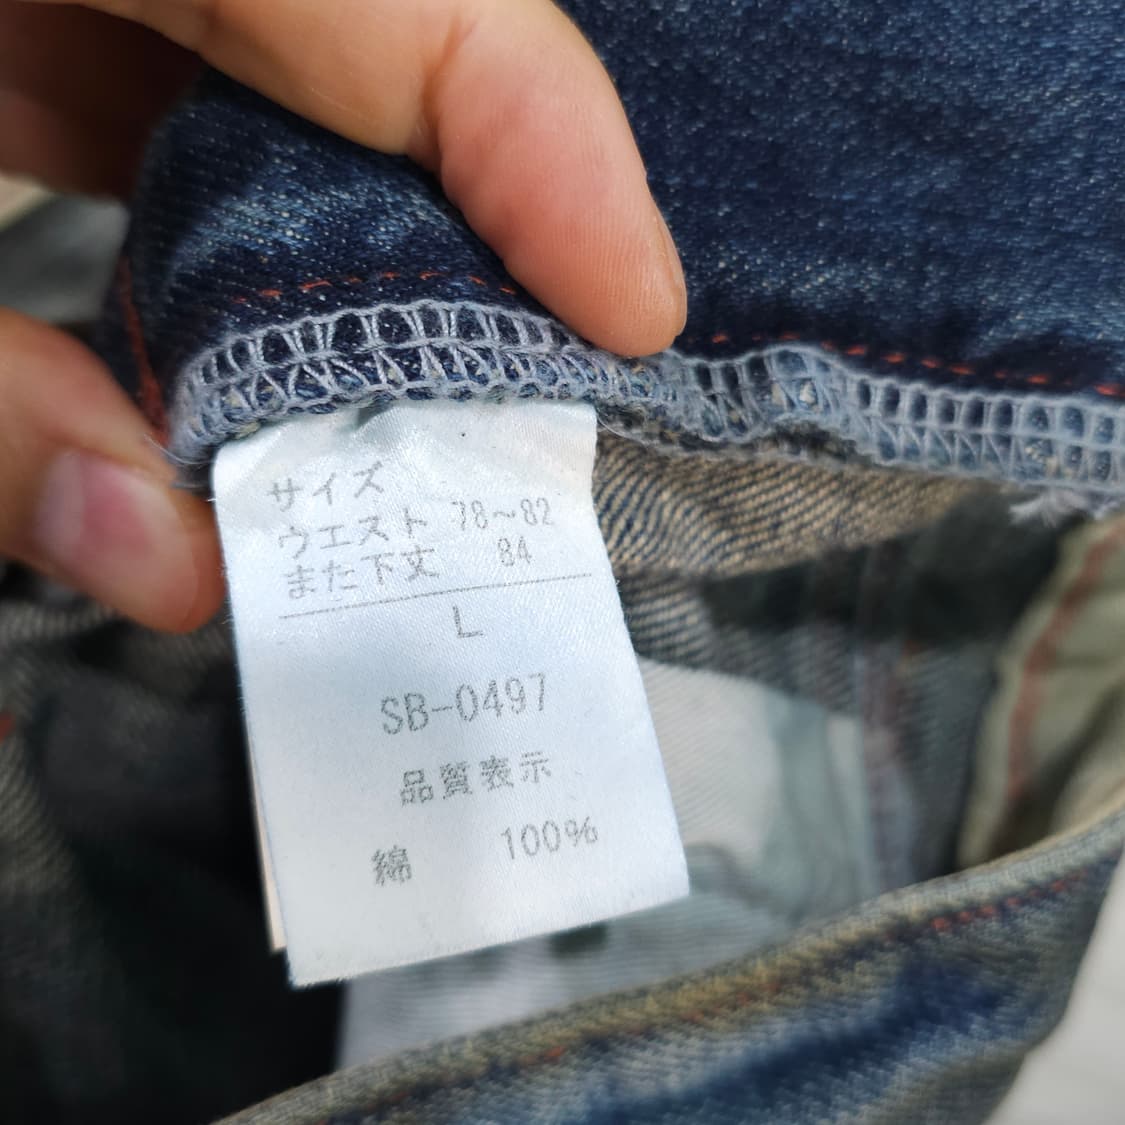 サイズ
ウエスト 78~82
また下丈 84
L
SB-0497
品質表示
綿 100%